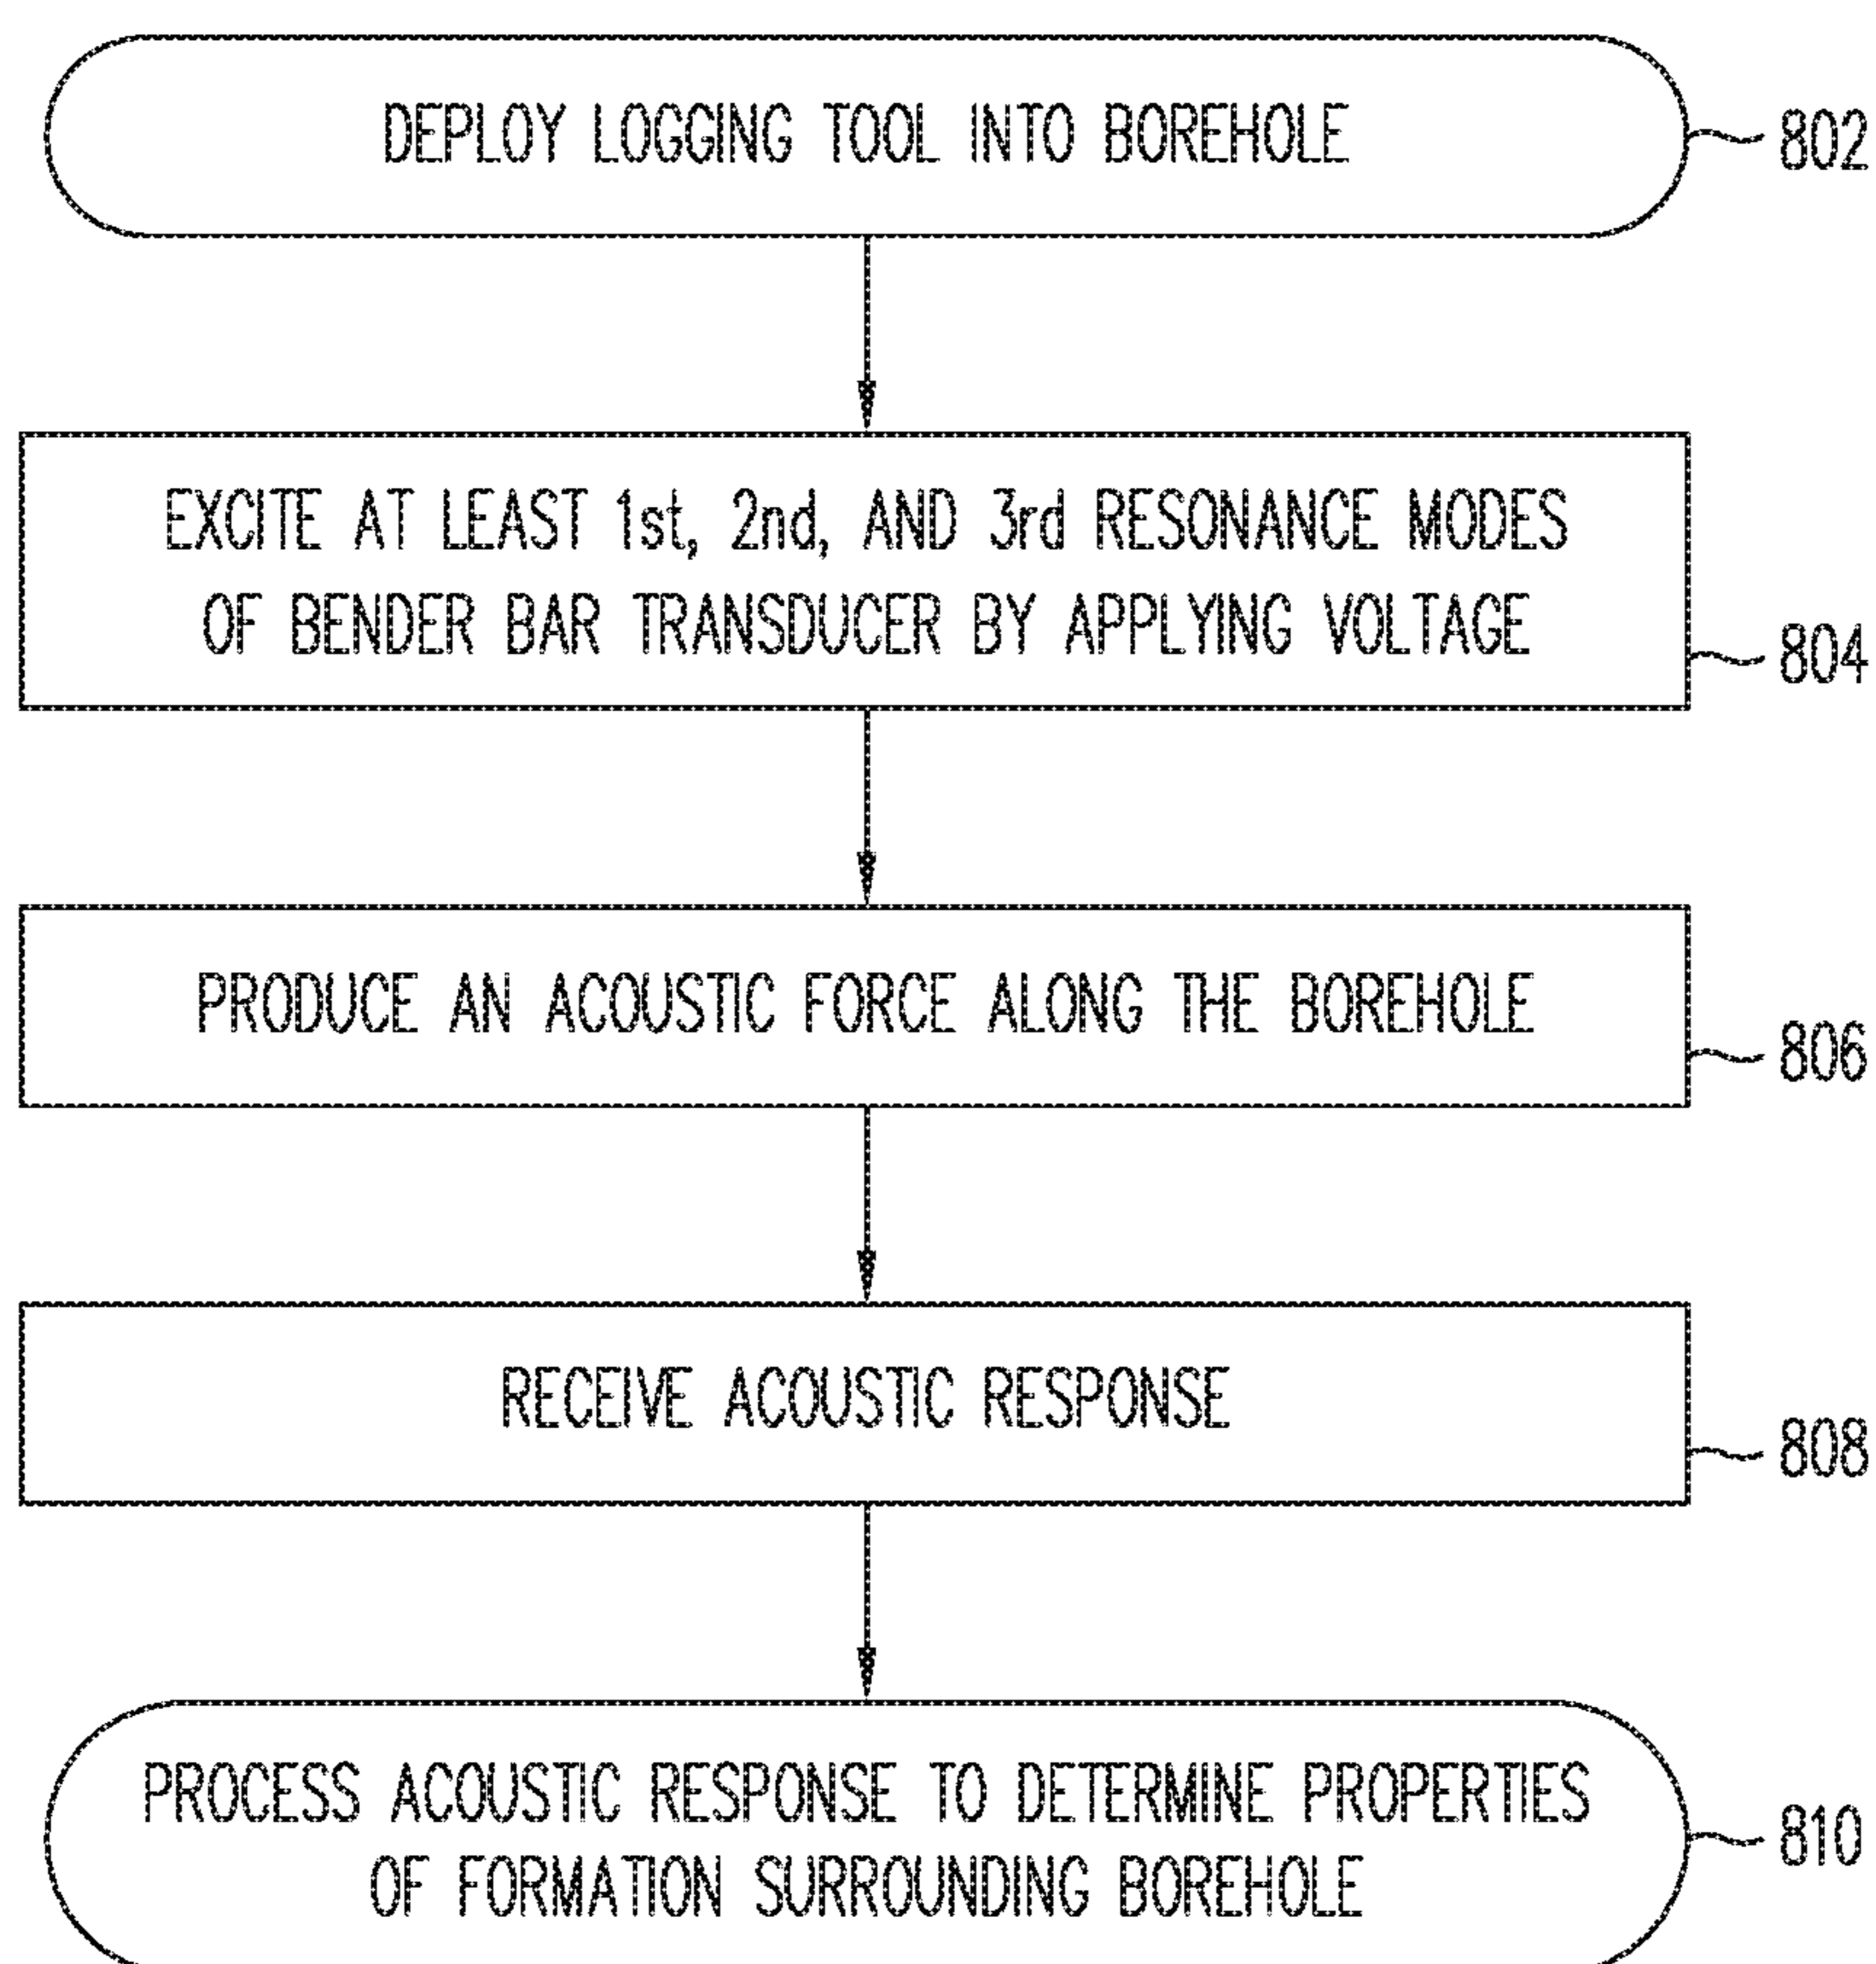 DEPLOY LOGGING TOOL INTO BOREHOLE
802
EXCITE AT LEAST 1st, 2nd, AND 3rd RESONANCE MODES
OF BENDER BAR TRANSDUCER BY APPLYING VOLTAGE
804
PRODUCE AN ACOUSTIC FORCE ALONG THE BOREHOLE
806
RECEIVE ACOUSTIC RESPONSE
808
PROCESS ACOUSTIC RESPONSE TO DETERMINE PROPERTIES
OF FORMATION SURROUNDING BOREHOLE
810